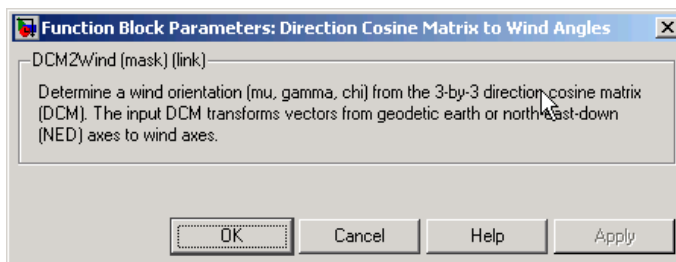 Function Block Parameters: Direction Cosine Matrix to Wind Angles
DCM2Wind (mask) (link)
Determine a wind orientation (mu, gamma, chi) from the 3-by-3 direction cosine matrix
(DCM). The input DCM transforms vectors from geodetic earth or north-east-down
(NED) axes to wind axes.
OK Cancel Help Apply